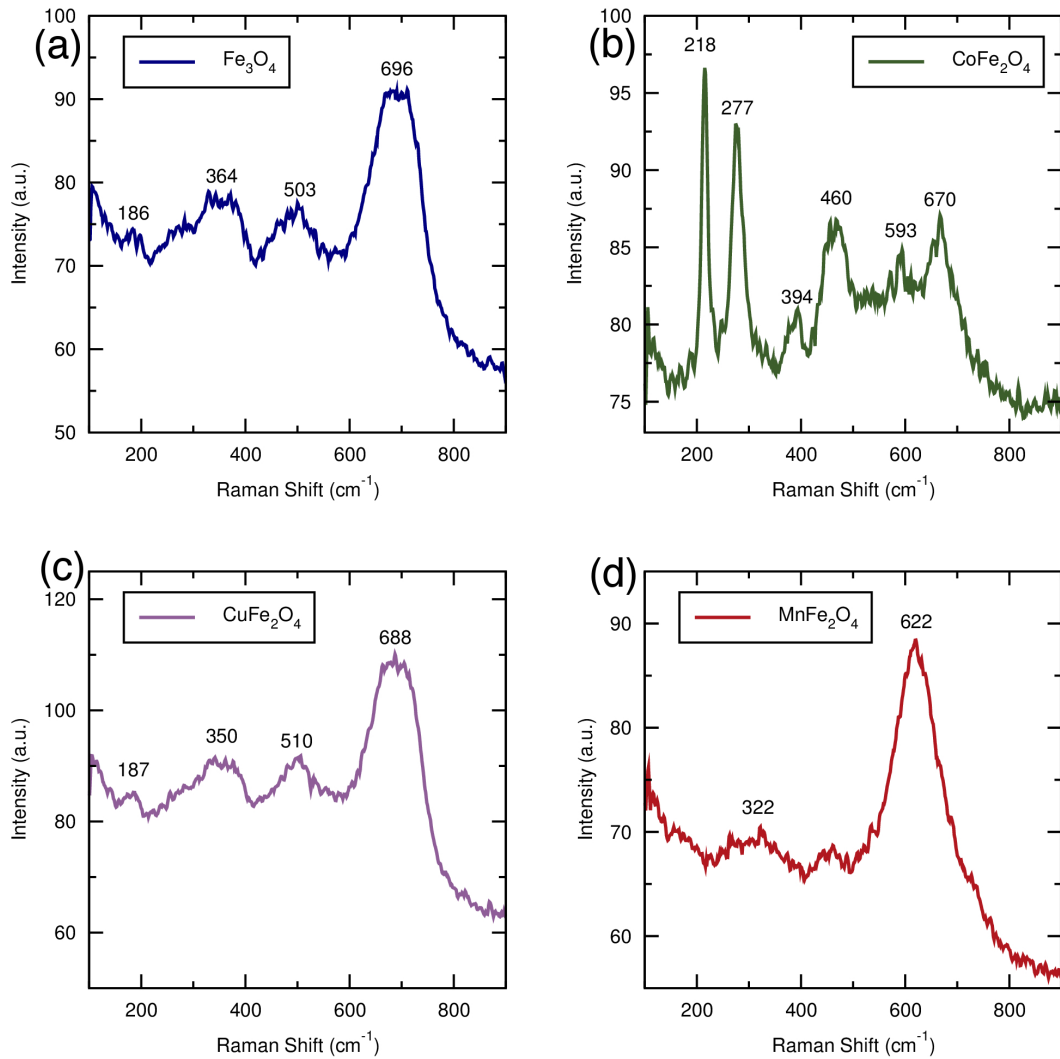 (a)
Fe₃O₄
100
90
80
70
60
50
186
364
503
696
200 400 600 800
Intensity (a.u.)
Raman Shift (cm⁻¹)
(b)
CoFe₂O₄
100
95
90
85
80
75
218
277
394
460
593
670
200 400 600 800
Intensity (a.u.)
Raman Shift (cm⁻¹)
(c)
CuFe₂O₄
120
100
80
60
187
350
510
688
200 400 600 800
Intensity (a.u.)
Raman Shift (cm⁻¹)
(d)
MnFe₂O₄
90
80
70
60
322
622
200 400 600 800
Intensity (a.u.)
Raman Shift (cm⁻¹)